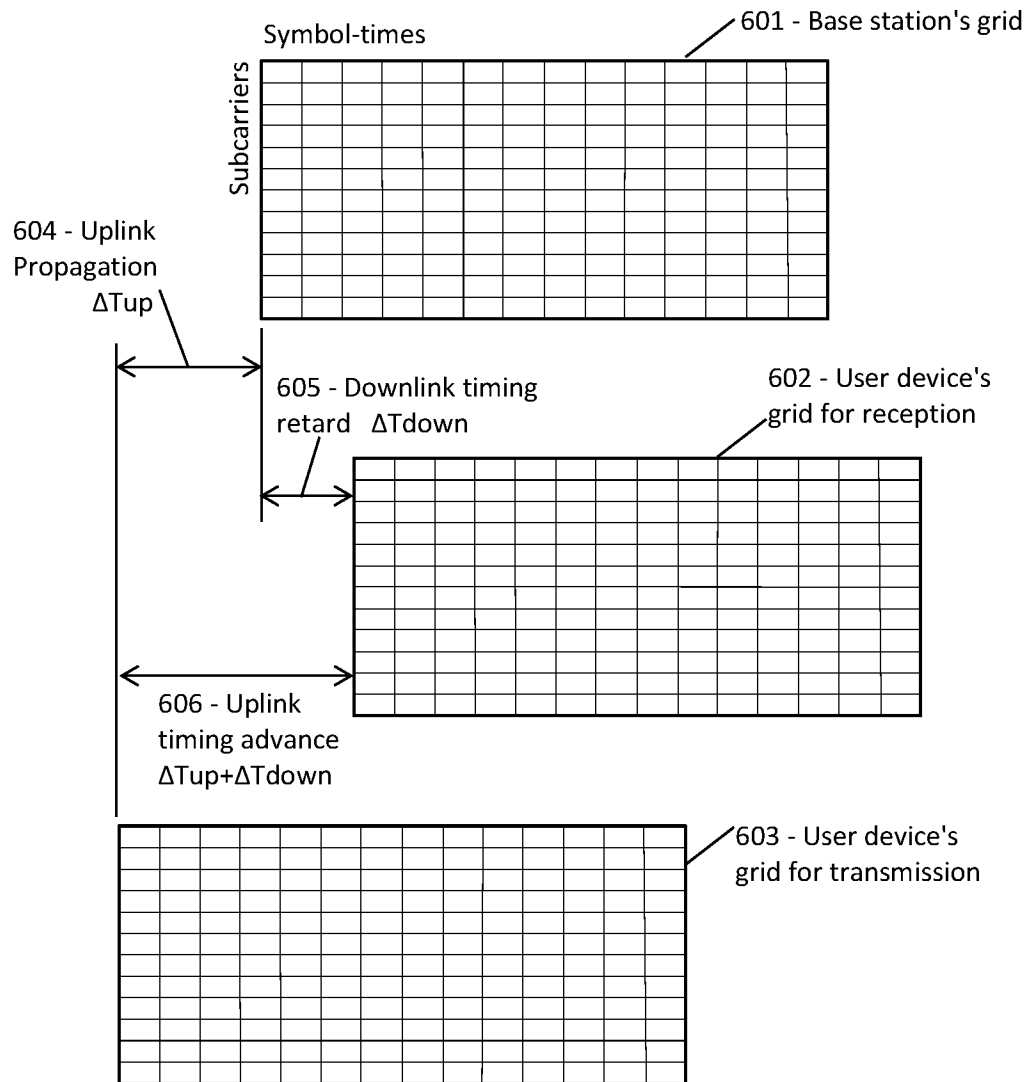 Symbol-times
601 - Base station's grid
Subcarriers
604 - Uplink
Propagation
ΔTup
605 - Downlink timing
retard ΔTdown
602 - User device's
grid for reception
606 - Uplink
timing advance
ΔTup+ΔTdown
603 - User device's
grid for transmission